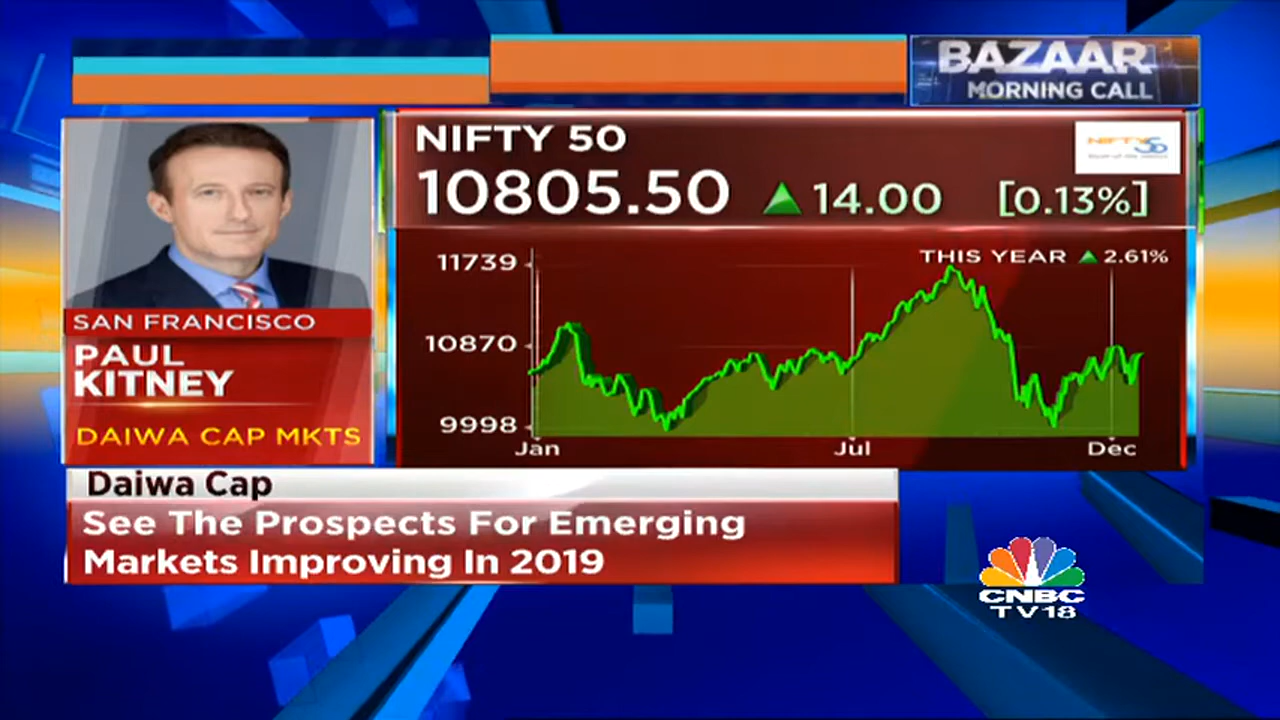 BAZAAR
MORNING CALL
NIFTY 50
10805.50 ▲ 14.00 [0.13%]
NIFTY 50
THIS YEAR ▲ 2.61%
11739
10870
9998
Jan Jul Dec
SAN FRANCISCO
PAUL
KITNEY
DAIWA CAP MKTS
Daiwa Cap
See The Prospects For Emerging
Markets Improving In 2019
CNBC
TV18